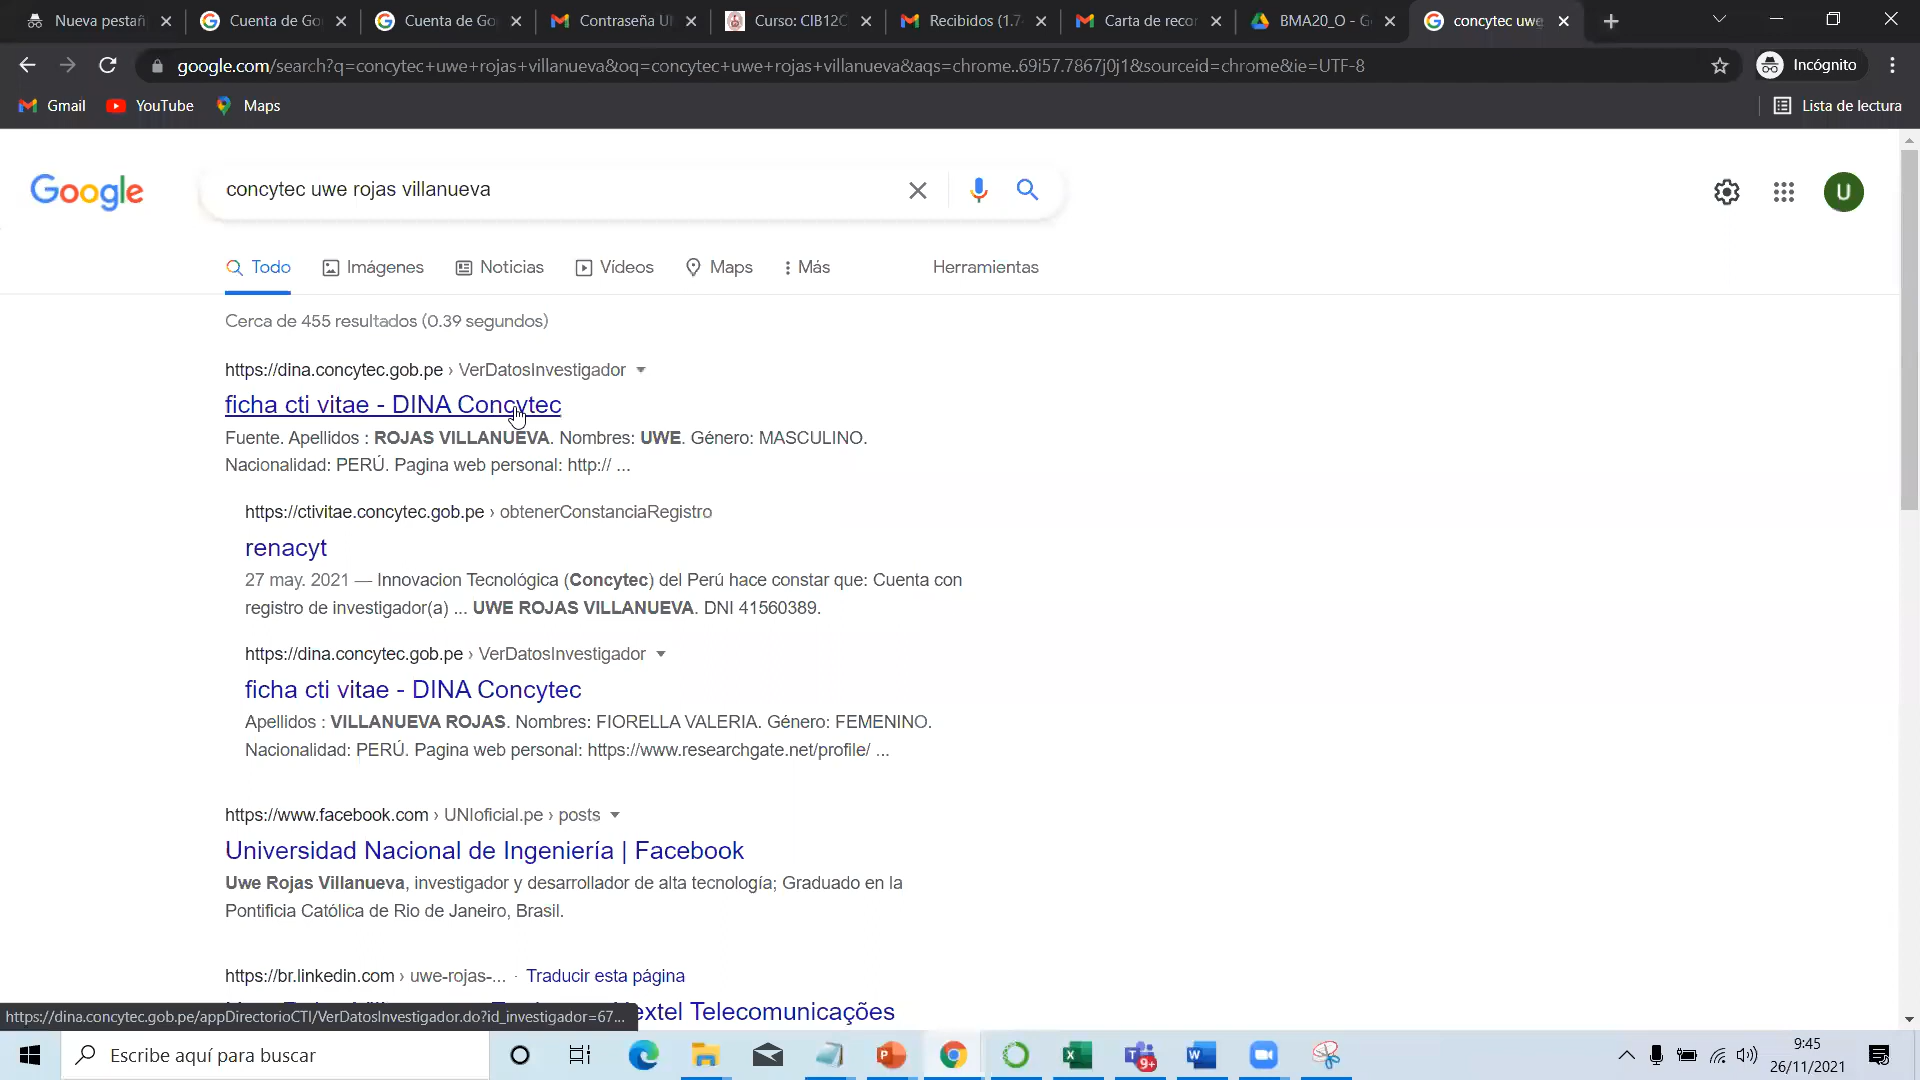 Nueva pestañ
Cuenta de Go
Cuenta de Go
Contraseña U
Curso: CIB12C
Recibidos (1.7
Carta de recor
BMA20_O - G
concytec uwe
google.com/search?q=concytec+uwe+rojas+villanueva&oq=concytec+uwe+rojas+villanueva&aqs=chrome..69i57.7867j0j1&sourceid=chrome&ie=UTF-8
Incógnito
Gmail
YouTube
Maps
Lista de lectura
Google
concytec uwe rojas villanueva
U
Todo
Imágenes
Noticias
Vídeos
Maps
Más
Herramientas
Cerca de 455 resultados (0.39 segundos)
https://dina.concytec.gob.pe › VerDatosInvestigador
ficha cti vitae - DINA Concytec
Fuente. Apellidos : ROJAS VILLANUEVA. Nombres: UWE. Género: MASCULINO.
Nacionalidad: PERÚ. Pagina web personal: http:// ...
https://ctivitae.concytec.gob.pe › obtenerConstanciaRegistro
renacyt
27 may. 2021 — Innovacion Tecnológica (Concytec) del Perú hace constar que: Cuenta con
registro de investigador(a) ... UWE ROJAS VILLANUEVA. DNI 41560389.
https://dina.concytec.gob.pe › VerDatosInvestigador
ficha cti vitae - DINA Concytec
Apellidos : VILLANUEVA ROJAS. Nombres: FIORELLA VALERIA. Género: FEMENINO.
Nacionalidad: PERÚ. Pagina web personal: https://www.researchgate.net/profile/ ...
https://www.facebook.com › UNIoficial.pe › posts
Universidad Nacional de Ingeniería | Facebook
Uwe Rojas Villanueva, investigador y desarrollador de alta tecnología; Graduado en la
Pontificia Católica de Rio de Janeiro, Brasil.
https://br.linkedin.com › uwe-rojas-... · Traducir esta página
extel Telecomunicações
https://dina.concytec.gob.pe/appDirectorioCTI/VerDatosInvestigador.do?id_investigador=67...
Escribe aquí para buscar
9+
9:45
26/11/2021